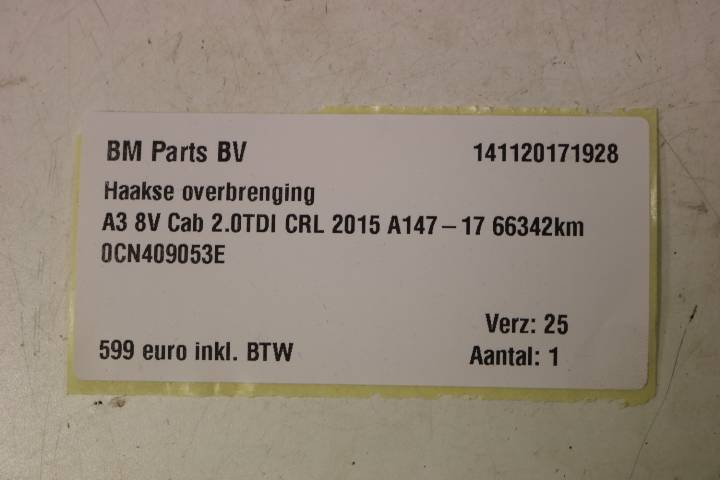 BM Parts BV 141120171928
Haakse overbrenging
A3 8V Cab 2.0TDI CRL 2015 A147-17 66342km
0CN409053E
Verz: 25
599 euro inkl. BTW Aantal: 1